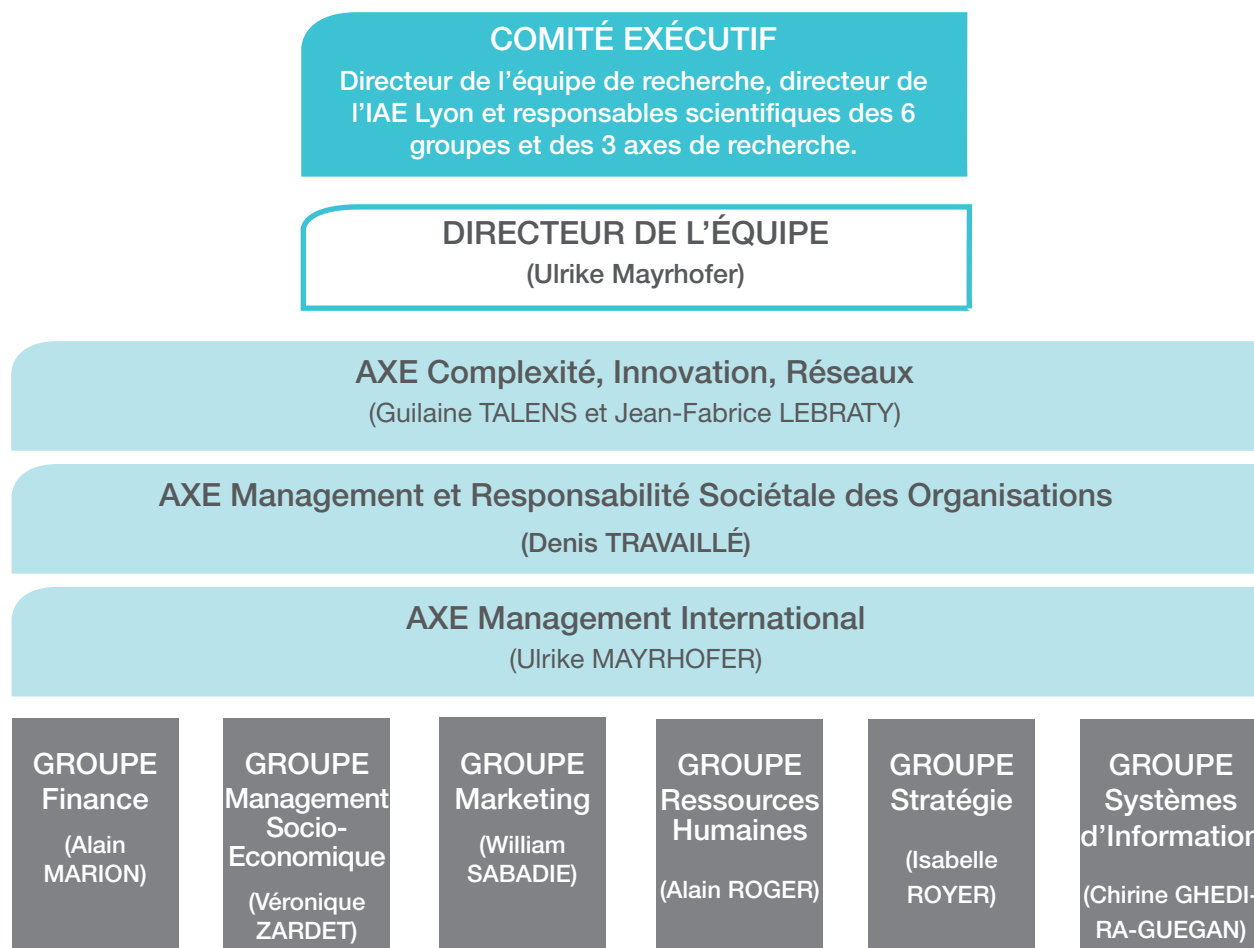 COMITÉ EXÉCUTIF
Directeur de l'équipe de recherche, directeur de
l'IAE Lyon et responsables scientifiques des 6
groupes et des 3 axes de recherche.
DIRECTEUR DE L'ÉQUIPE
(Ulrike Mayrhofer)
AXE Complexité, Innovation, Réseaux
(Guilaine TALENS et Jean-Fabrice LEBRATY)
AXE Management et Responsabilité Sociétale des Organisations
(Denis TRAVAILLÉ)
AXE Management International
(Ulrike MAYRHOFER)
GROUPE
Finance
(Alain
MARION)
GROUPE
Management
Socio-
Economique
(Véronique
ZARDET)
GROUPE
Marketing
(William
SABADIE)
GROUPE
Ressources
Humaines
(Alain ROGER)
GROUPE
Stratégie
(Isabelle
ROYER)
GROUPE
Systèmes
d'Information
(Chirine GHEDI-
RA-GUEGAN)